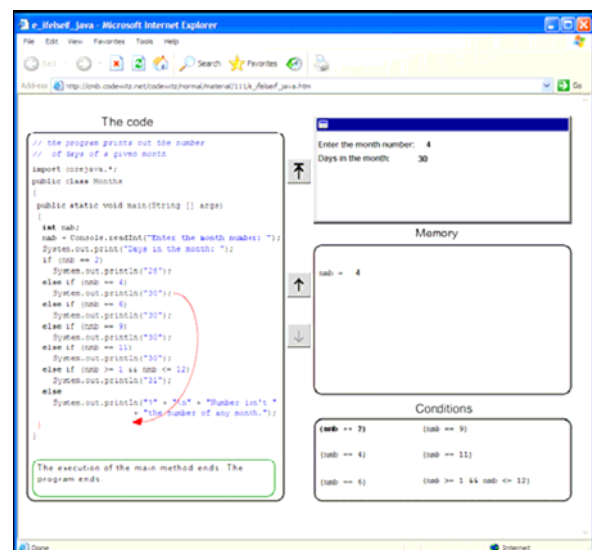 e_ifelseif_java - Microsoft Internet Explorer
File Edit View Favorites Tools Help
Back Search Favorites
Address http://cmb.codewitz.net/codewitz/normal/material/111/e_ifelseif_java.htm Go
The code
// the program prints out the number
// of days of a given month
import corejava.*;
public class Months
{
public static void main(String [] args)
{
int nmb;
nmb = Console.readInt("Enter the month number: ");
System.out.print("Days in the month: ");
if (nmb == 2)
System.out.println("28");
else if (nmb == 4)
System.out.println("30");
else if (nmb == 6)
System.out.println("30");
else if (nmb == 9)
System.out.println("30");
else if (nmb == 11)
System.out.println("30");
else if (nmb >= 1 && nmb <= 12)
System.out.println("31");
else
System.out.println("!" + "\n" + "Number isn't "
+ "the number of any month.");
}
}
The execution of the main method ends. The
program ends
Enter the month number: 4
Days in the month: 30
Memory
nmb = 4
Conditions
(nmb == 2) (nmb == 9)
(nmb == 4) (nmb == 11)
(nmb == 6) (nmb >= 1 && nmb <= 12)
Done Internet